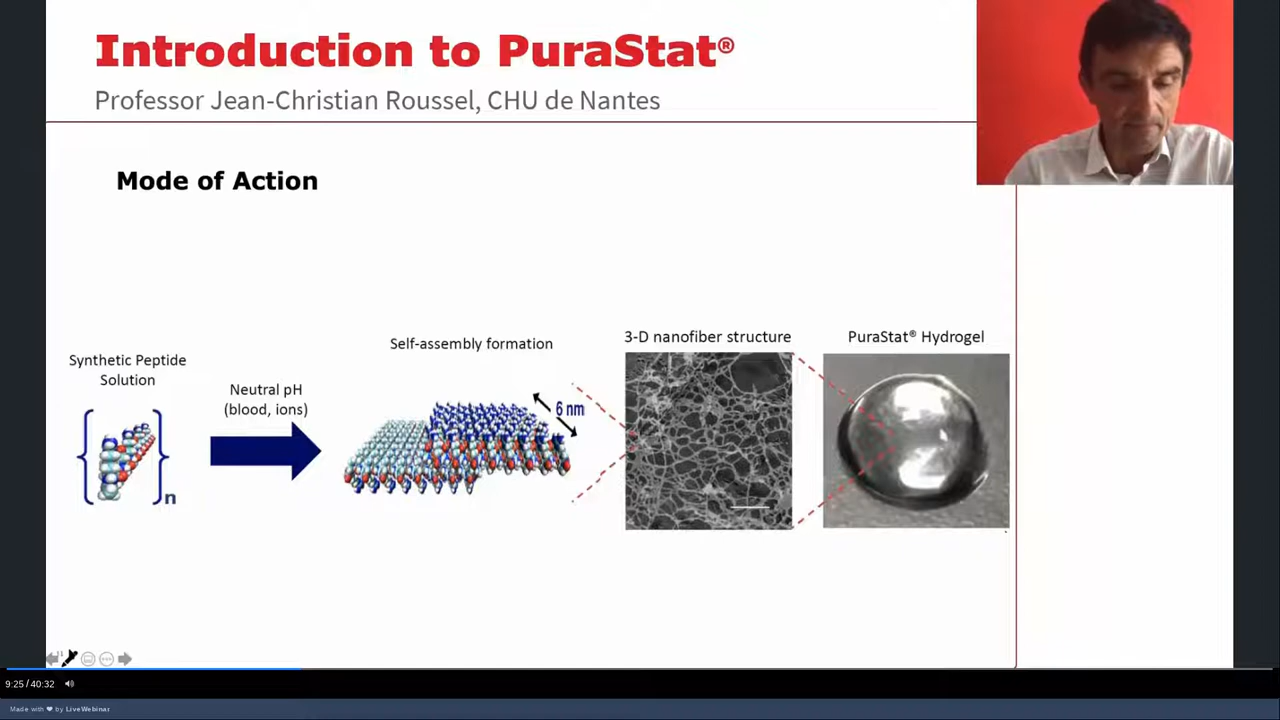 Introduction to PuraStat®
Professor Jean-Christian Roussel, CHU de Nantes
Mode of Action
Synthetic Peptide
Solution
n
Neutral pH
(blood, ions)
Self-assembly formation
6 nm
3-D nanofiber structure
PuraStat® Hydrogel
9:25 / 40:32
Made with ❤ by LiveWebinar